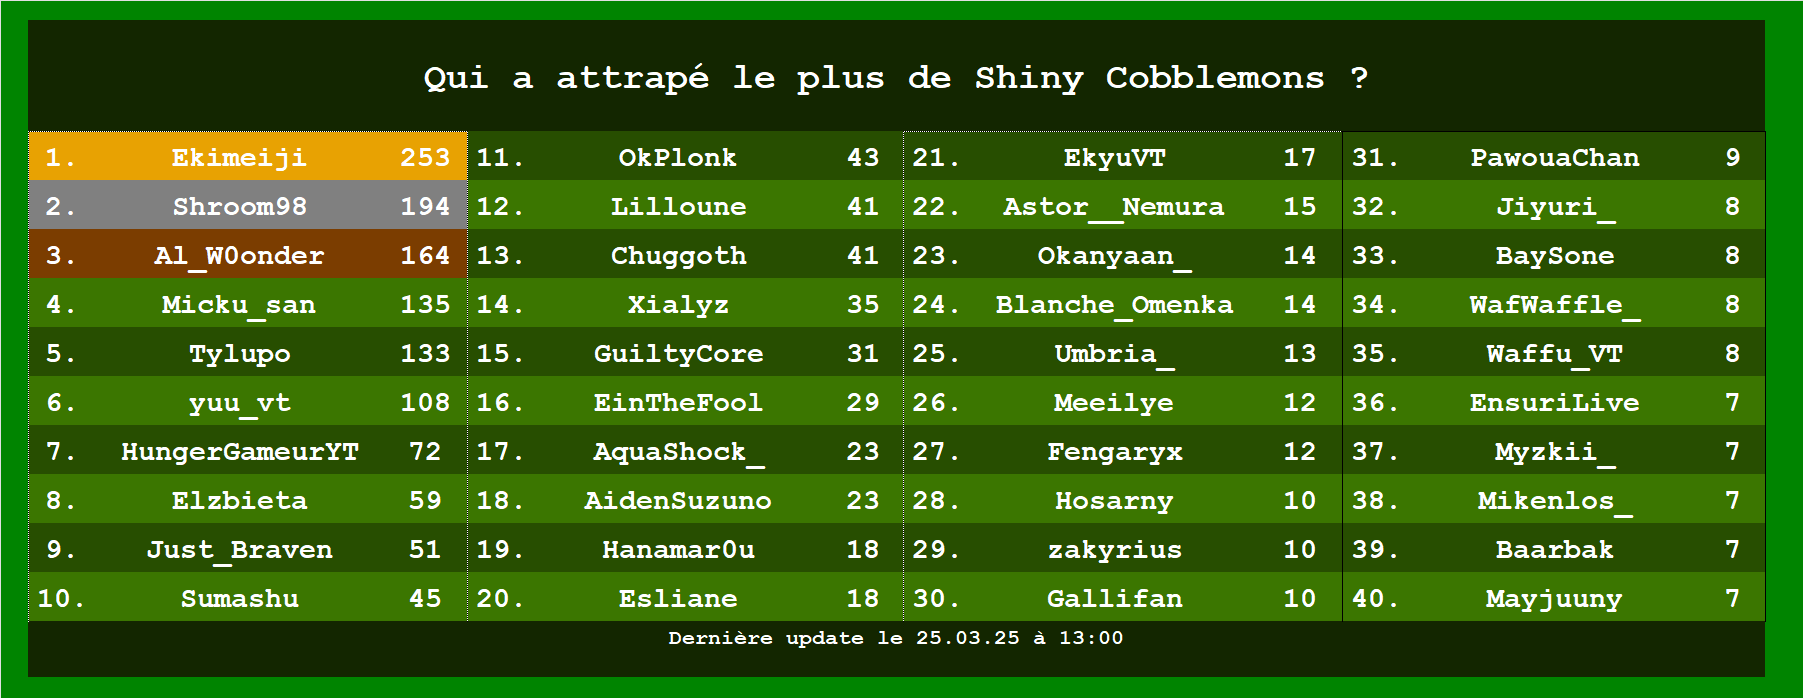 Qui a attrapé le plus de Shiny Cobblemons ?
1. Ekimeiji 253 11. OkPlonk 43 21. EkyuVT 17 31. PawouaChan 9
2. Shroom98 194 12. Lilloune 41 22. Astor__Nemura 15 32. Jiyuri_ 8
3. Al_W0onder 164 13. Chuggoth 41 23. Okanyaan_ 14 33. BaySone 8
4. Micku_san 135 14. Xialyz 35 24. Blanche_Omenka 14 34. WafWaffle_ 8
5. Tylupo 133 15. GuiltyCore 31 25. Umbria_ 13 35. Waffu_VT 8
6. yuu_vt 108 16. EinTheFool 29 26. Meeilye 12 36. EnsuriLive 7
7. HungerGameurYT 72 17. AquaShock_ 23 27. Fengaryx 12 37. Myzkii_ 7
8. Elzbieta 59 18. AidenSuzuno 23 28. Hosarny 10 38. Mikenlos_ 7
9. Just_Braven 51 19. Hanamar0u 18 29. zakyrius 10 39. Baarbak 7
10. Sumashu 45 20. Esliane 18 30. Gallifan 10 40. Mayjuuny 7
Dernière update le 25.03.25 à 13:00